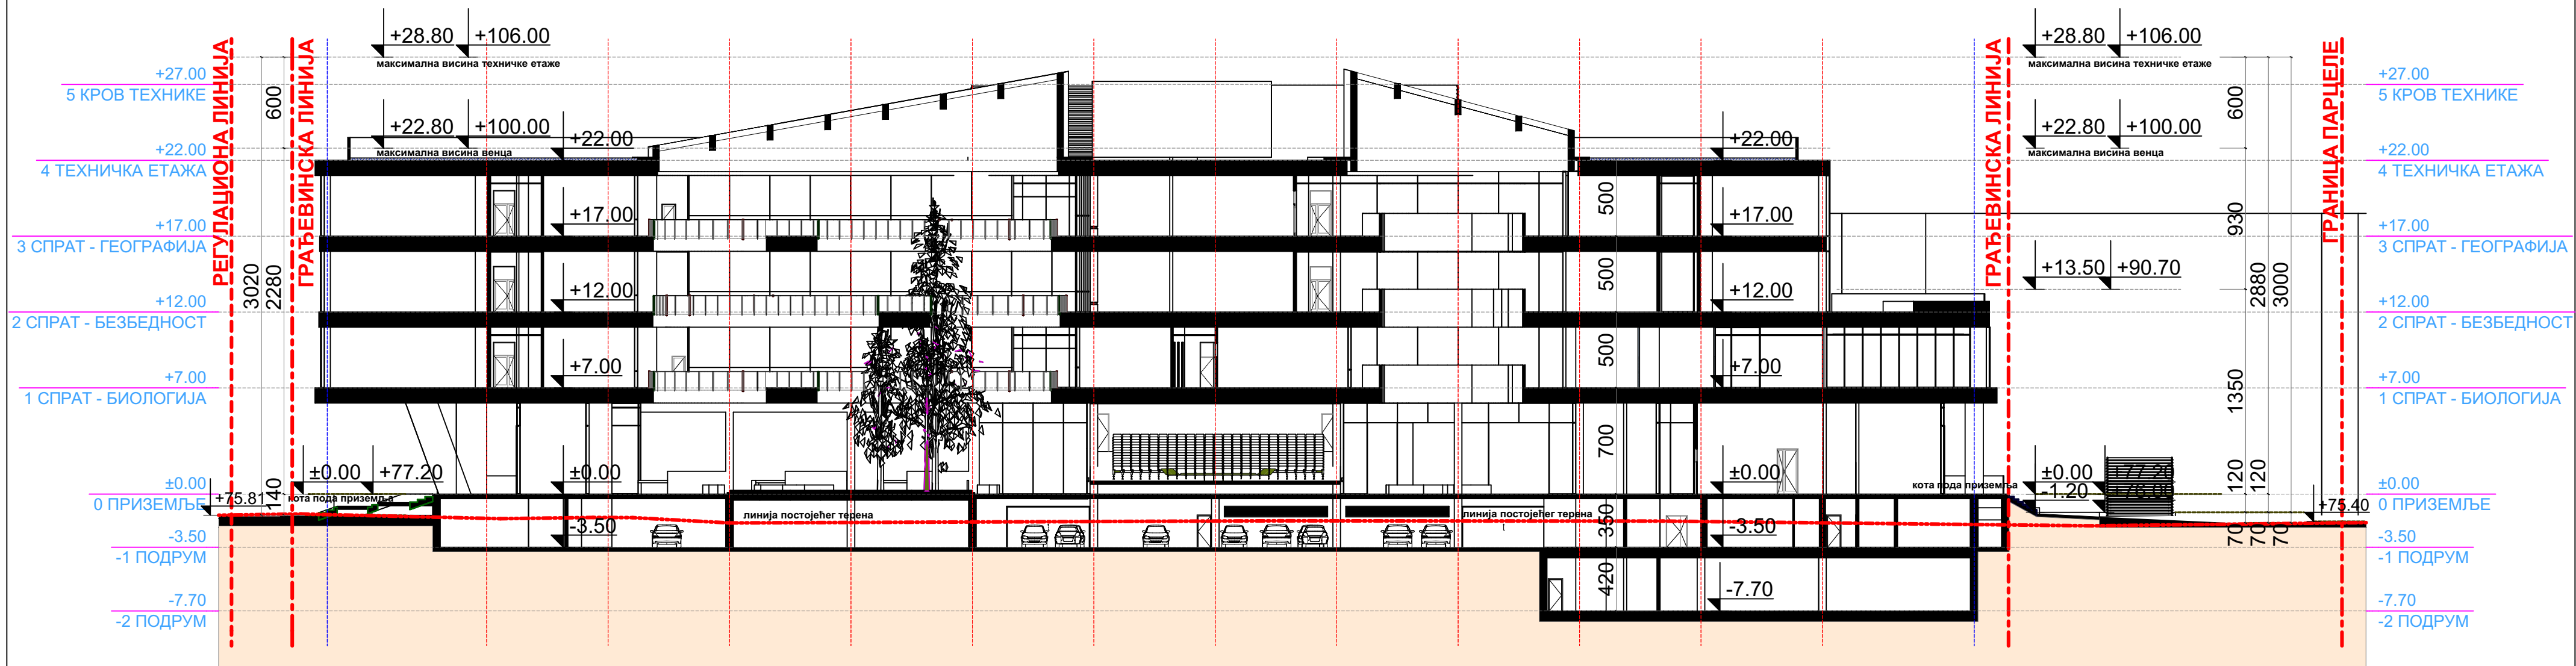 +28.80 +106.00
максимална висина техничке етаже
+28.80 +106.00
максимална висина техничке етаже
РЕГУЛАЦИОНА ЛИНИЈА
ГРАЂЕВИНСКА ЛИНИЈА
ГРАЂЕВИНСКА ЛИНИЈА
ГРАНИЦА ПАРЦЕЛЕ
+27.00
5 КРОВ ТЕХНИКЕ
+27.00
5 КРОВ ТЕХНИКЕ
600
600
+22.80 +100.00
максимална висина венца
+22.00
+22.00
+22.80 +100.00
максимална висина венца
+22.00
4 ТЕХНИЧКА ЕТАЖА
+22.00
4 ТЕХНИЧКА ЕТАЖА
500
930
+17.00
+17.00
+17.00
3 СПРАТ - ГЕОГРАФИЈА
+17.00
3 СПРАТ - ГЕОГРАФИЈА
3020
2280
500
+13.50 +90.70
2880
3000
+12.00
+12.00
+12.00
2 СПРАТ - БЕЗБЕДНОСТ
+12.00
2 СПРАТ - БЕЗБЕДНОСТ
500
+7.00
+7.00
+7.00
1 СПРАТ - БИОЛОГИЈА
+7.00
1 СПРАТ - БИОЛОГИЈА
1350
700
±0.00 +77.20
кота пода приземља
±0.00
±0.00
кота пода приземља
±0.00 +77.20
-1.20 +76.00
±0.00
0 ПРИЗЕМЉЕ
+75.81
140
120
120
±0.00
0 ПРИЗЕМЉЕ
+75.40
линија постојећег терена
линија постојећег терена
-3.50
350
-3.50
70
70
70
-3.50
-1 ПОДРУМ
-3.50
-1 ПОДРУМ
420
-7.70
-7.70
-2 ПОДРУМ
-7.70
-2 ПОДРУМ